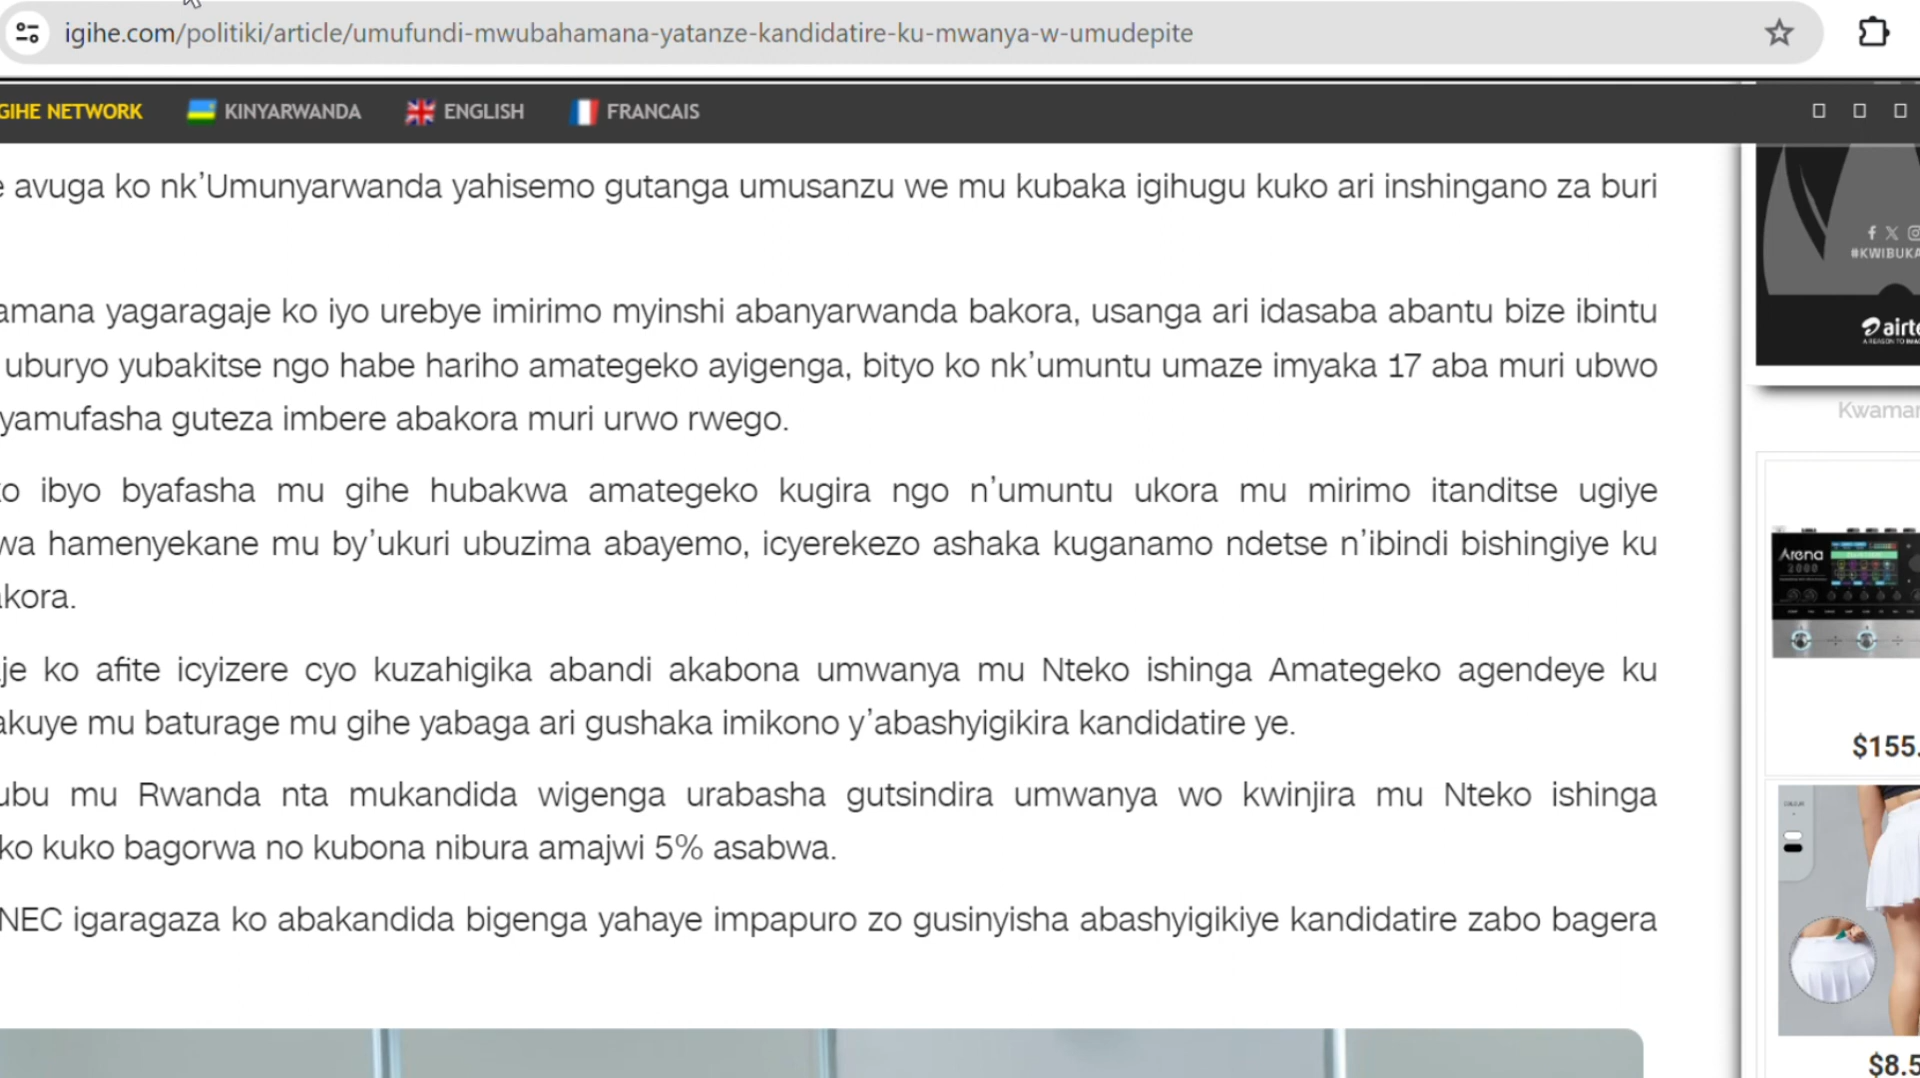 igihe.com/politiki/article/umufundi-mwubahamana-yatanze-kandidatire-ku-mwanya-w-umudepite
GIHE NETWORK KINYARWANDA ENGLISH FRANCAIS
avuga ko nk’Umunyarwanda yahisemo gutanga umusanzu we mu kubaka igihugu kuko ari inshingano za buri
amana yagaragaje ko iyo urebye imirimo myinshi abanyarwanda bakora, usanga ari idasaba abantu bize ibintu
uburyo yubakitse ngo habe hariho amategeko ayigenga, bityo ko nk’umuntu umaze imyaka 17 aba muri ubwo
yamufasha guteza imbere abakora muri urwo rwego.
ko ibyo byafasha mu gihe hubakwa amategeko kugira ngo n’umuntu ukora mu mirimo itanditse ugiye
wa hamenyekane mu by’ukuri ubuzima abayemo, icyerekezo ashaka kuganamo ndetse n’ibindi bishingiye ku
akora.
je ko afite icyizere cyo kuzahigika abandi akabona umwanya mu Nteko ishinga Amategeko agendeye ku
akuye mu baturage mu gihe yabaga ari gushaka imikono y’abashyigikira kandidatire ye.
ubu mu Rwanda nta mukandida wigenga urabasha gutsindira umwanya wo kwinjira mu Nteko ishinga
ko kuko bagorwa no kubona nibura amajwi 5% asabwa.
NEC igaragaza ko abakandida bigenga yahaye impapuro zo gusinyisha abashyigikiye kandidatire zabo bagera
#KWIBUKA
airte
A REASON TO IMA
Kwamam
Arena
2000
$155.
$8.5